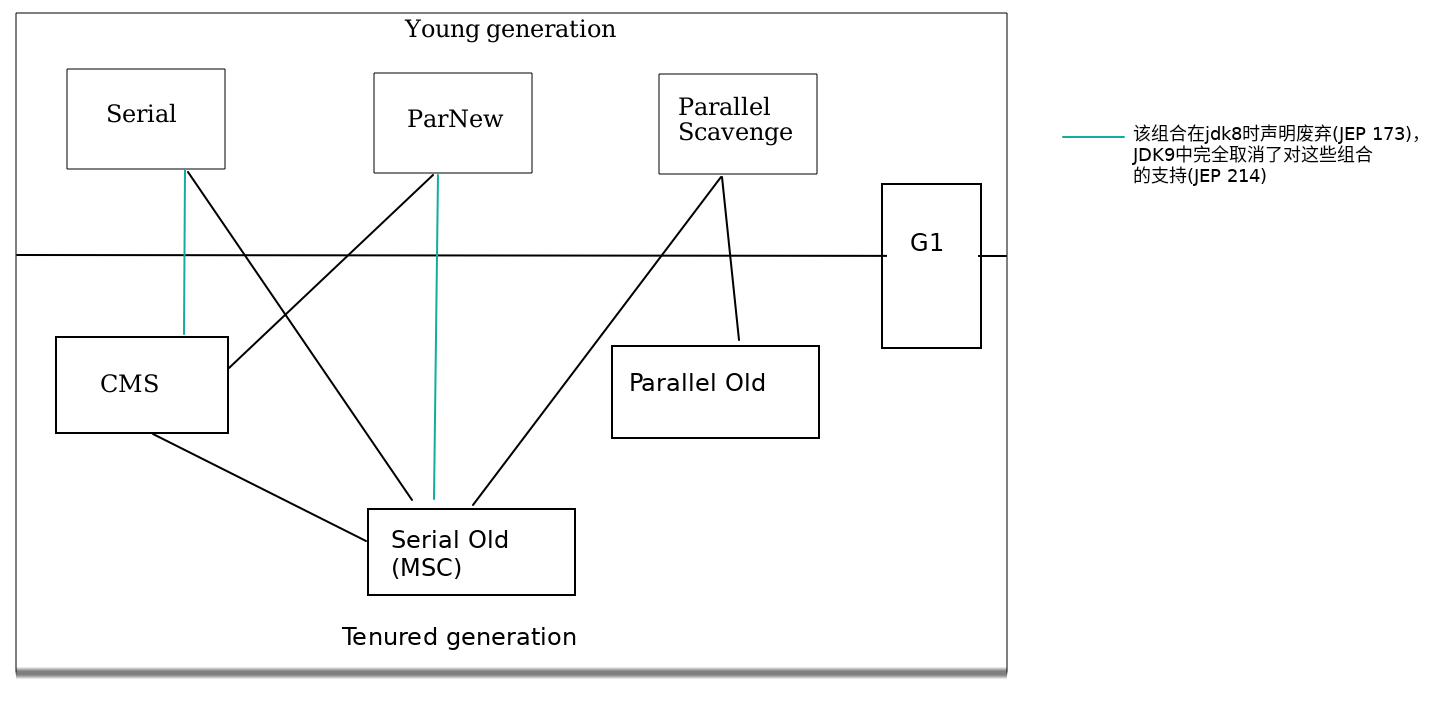 Young generation
Serial
ParNew
Parallel
Scavenge
该组合在jdk8时声明废弃(JEP 173)，
JDK9中完全取消了对这些组合
的支持(JEP 214)
G1
CMS
Parallel Old
Serial Old
(MSC)
Tenured generation